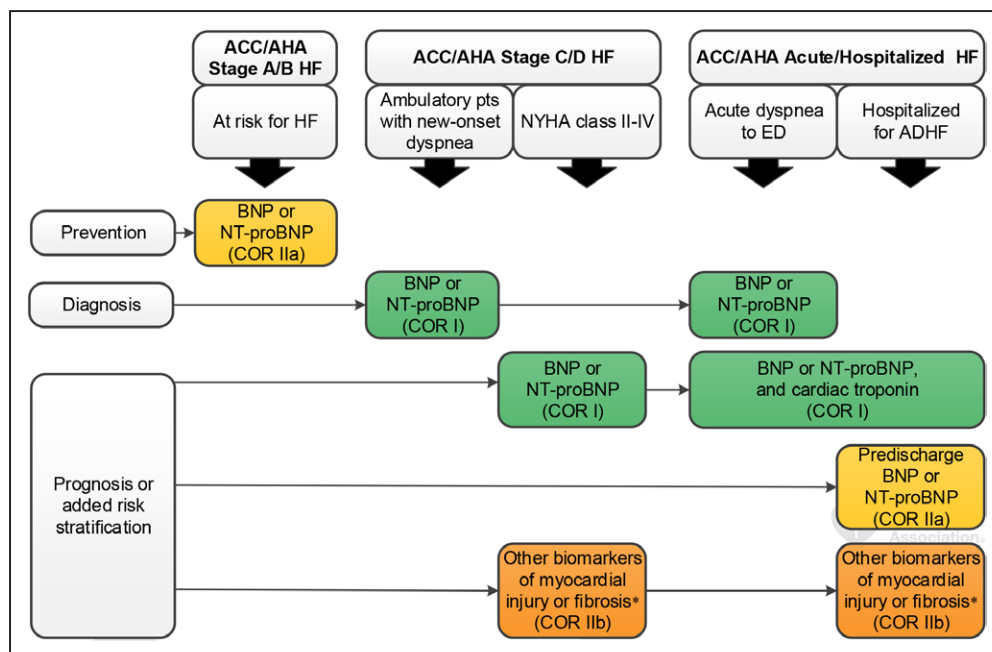 ACC/AHA
Stage A/B HF
ACC/AHA Stage C/D HF
ACC/AHA Acute/Hospitalized HF
At risk for HF
Ambulatory pts
with new-onset
dyspnea
NYHA class II-IV
Acute dyspnea
to ED
Hospitalized
for ADHF
Prevention
BNP or
NT-proBNP
(COR IIa)
Diagnosis
BNP or
NT-proBNP
(COR I)
BNP or
NT-proBNP
(COR I)
Prognosis or
added risk
stratification
BNP or
NT-proBNP
(COR I)
BNP or NT-proBNP,
and cardiac troponin
(COR I)
Predischarge
BNP or
NT-proBNP
(COR IIa)
Association®
Other biomarkers
of myocardial
injury or fibrosis*
(COR IIb)
Other biomarkers
of myocardial
injury or fibrosis*
(COR IIb)